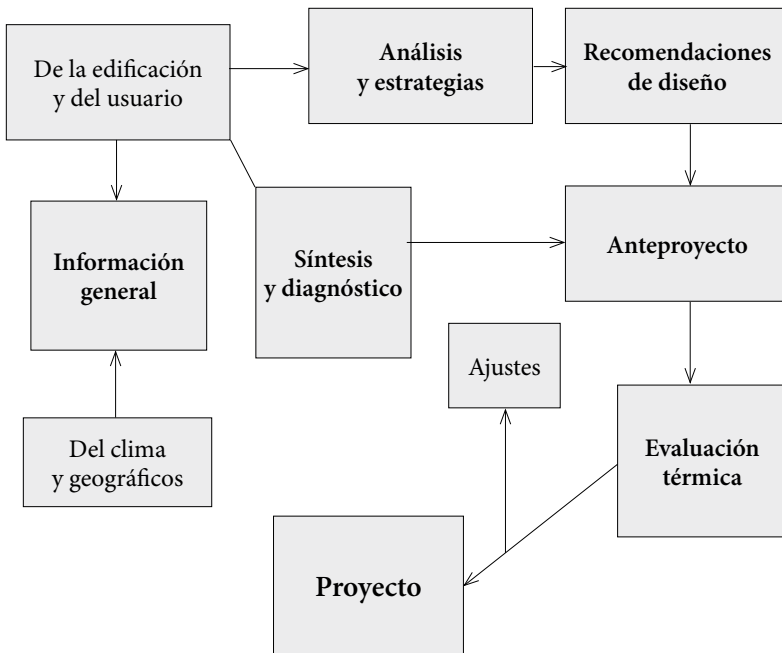 De la edificación
y del usuario
Análisis
y estrategias
Recomendaciones
de diseño
Información
general
Síntesis
y diagnóstico
Anteproyecto
Ajustes
Del clima
y geográficos
Evaluación
térmica
Proyecto